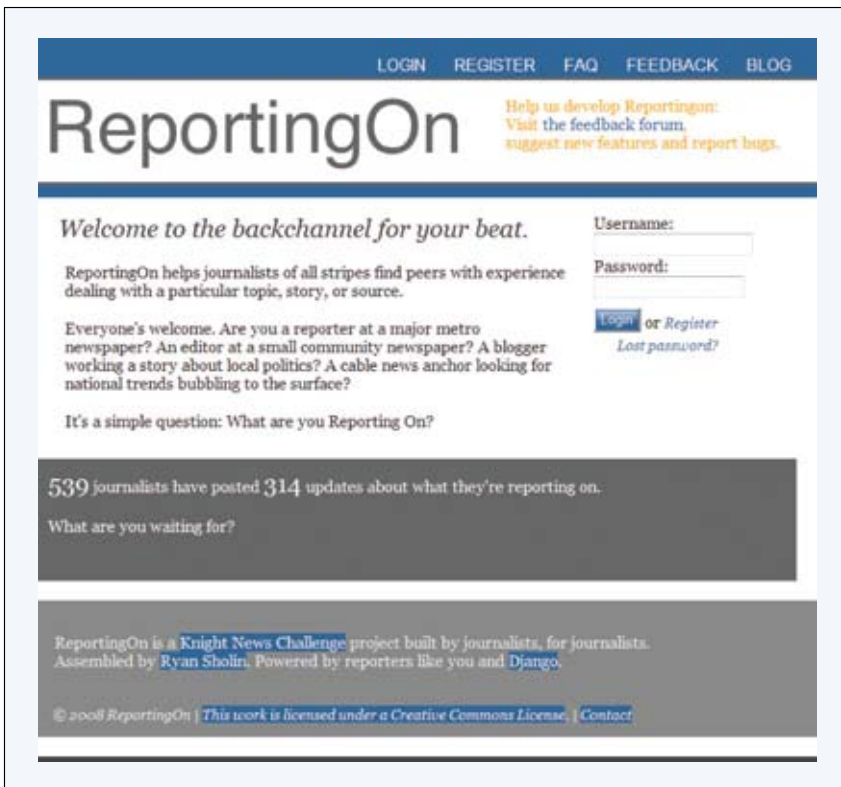 LOGIN REGISTER FAQ FEEDBACK BLOG
ReportingOn
Help us develop Reportingon:
Visit the feedback forum,
suggest new features and report bugs.
Welcome to the backchannel for your beat.
ReportingOn helps journalists of all stripes find peers with experience
dealing with a particular topic, story, or source.
Everyone's welcome. Are you a reporter at a major metro
newspaper? An editor at a small community newspaper? A blogger
working a story about local politics? A cable news anchor looking for
national trends bubbling to the surface?
It's a simple question: What are you Reporting On?
Username:
Password:
Login or Register
Lost password?
539 journalists have posted 314 updates about what they're reporting on.
What are you waiting for?
ReportingOn is a Knight News Challenge project built by journalists, for journalists.
Assembled by Ryan Sholin. Powered by reporters like you and Django.
© 2008 ReportingOn | This work is licensed under a Creative Commons License. | Contact